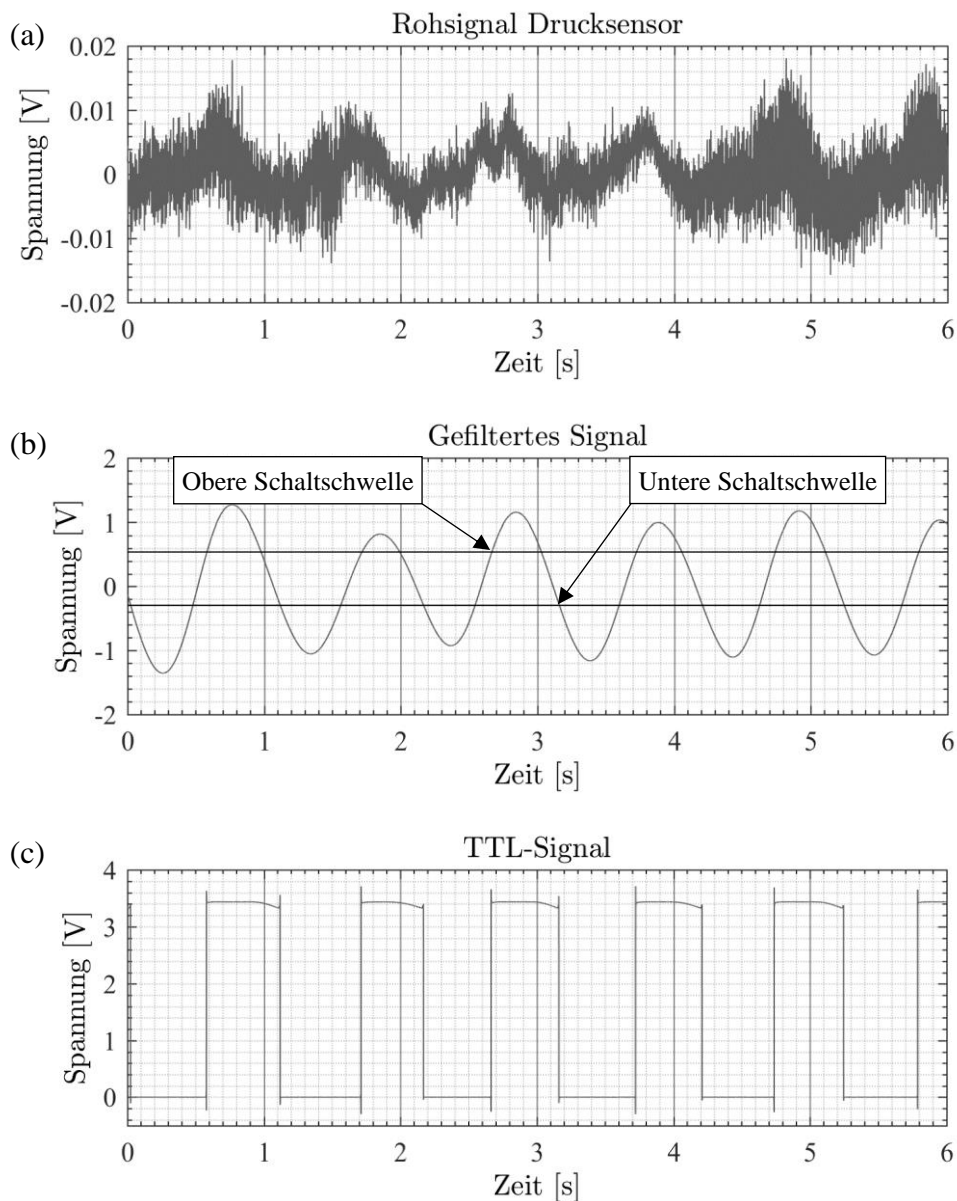 (a)
Rohsignal Drucksensor
Spannung [V]
0.02
0.01
0
-0.01
-0.02
0 1 2 3 4 5 6
Zeit [s]
(b)
Gefiltertes Signal
Spannung [V]
2
1
0
-1
-2
Obere Schaltschwelle
Untere Schaltschwelle
0 1 2 3 4 5 6
Zeit [s]
(c)
TTL-Signal
Spannung [V]
4
3
2
1
0
0 1 2 3 4 5 6
Zeit [s]